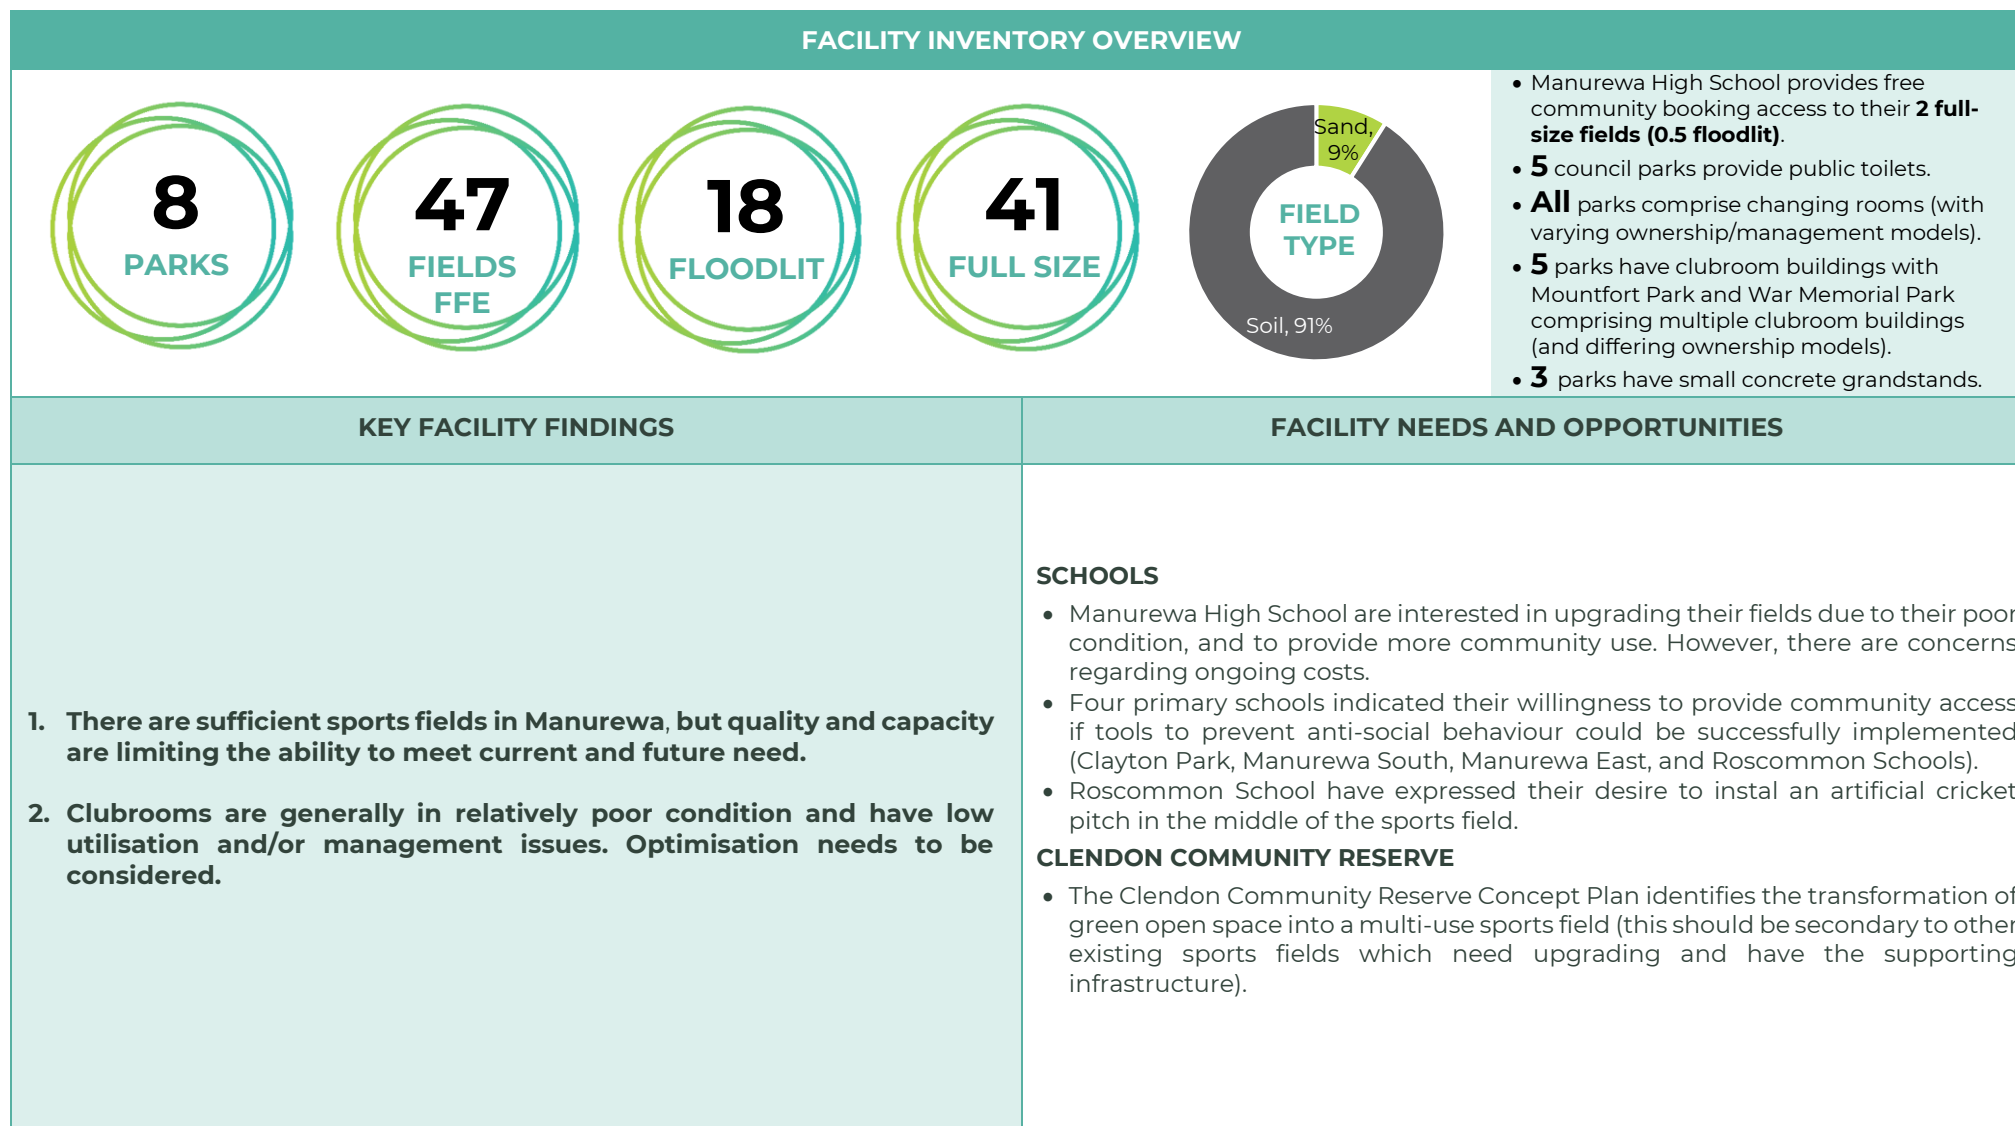 FACILITY INVENTORY OVERVIEW
8
PARKS
47
FIELDS
FFE
18
FLOODLIT
41
FULL SIZE
Sand,
9%
FIELD
TYPE
Soil, 91%
• Manurewa High School provides free
community booking access to their 2 full-
size fields (0.5 floodlit).
• 5 council parks provide public toilets.
• All parks comprise changing rooms (with
varying ownership/management models).
• 5 parks have clubroom buildings with
Mountfort Park and War Memorial Park
comprising multiple clubroom buildings
(and differing ownership models).
• 3 parks have small concrete grandstands.
KEY FACILITY FINDINGS
1. There are sufficient sports fields in Manurewa, but quality and capacity
are limiting the ability to meet current and future need.
2. Clubrooms are generally in relatively poor condition and have low
utilisation and/or management issues. Optimisation needs to be
considered.
FACILITY NEEDS AND OPPORTUNITIES
SCHOOLS
• Manurewa High School are interested in upgrading their fields due to their poor
condition, and to provide more community use. However, there are concerns
regarding ongoing costs.
• Four primary schools indicated their willingness to provide community access
if tools to prevent anti-social behaviour could be successfully implemented
(Clayton Park, Manurewa South, Manurewa East, and Roscommon Schools).
• Roscommon School have expressed their desire to instal an artificial cricket
pitch in the middle of the sports field.
CLENDON COMMUNITY RESERVE
• The Clendon Community Reserve Concept Plan identifies the transformation of
green open space into a multi-use sports field (this should be secondary to other
existing sports fields which need upgrading and have the supporting
infrastructure).